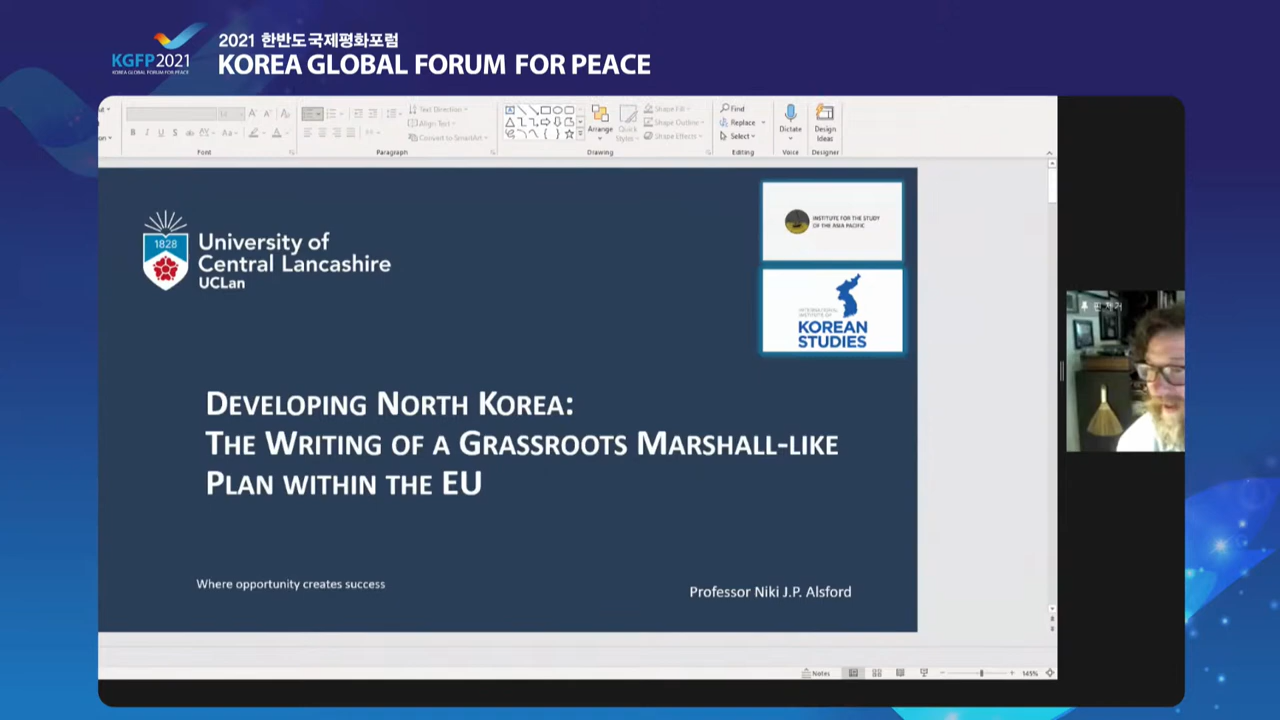 2021 한반도국제평화포럼
KGFP2021
KOREA GLOBAL FORUM FOR PEACE
KOREA GLOBAL FORUM FOR PEACE
Text Direction
Align Text
Convert to SmartArt
Arrange
Quick
Styles
Shape Fill
Shape Outline
Shape Effects
Find
Replace
Select
Dictate
Design
Ideas
Font
Paragraph
Drawing
Editing
Voice
Designer
1828
University of
Central Lancashire
UCLan
INSTITUTE FOR THE STUDY
OF THE ASIA PACIFIC
INTERNATIONAL
INSTITUTE OF
KOREAN
STUDIES
DEVELOPING NORTH KOREA:
THE WRITING OF A GRASSROOTS MARSHALL-LIKE
PLAN WITHIN THE EU
Where opportunity creates success
Professor Niki J.P. Alsford
Notes
145%